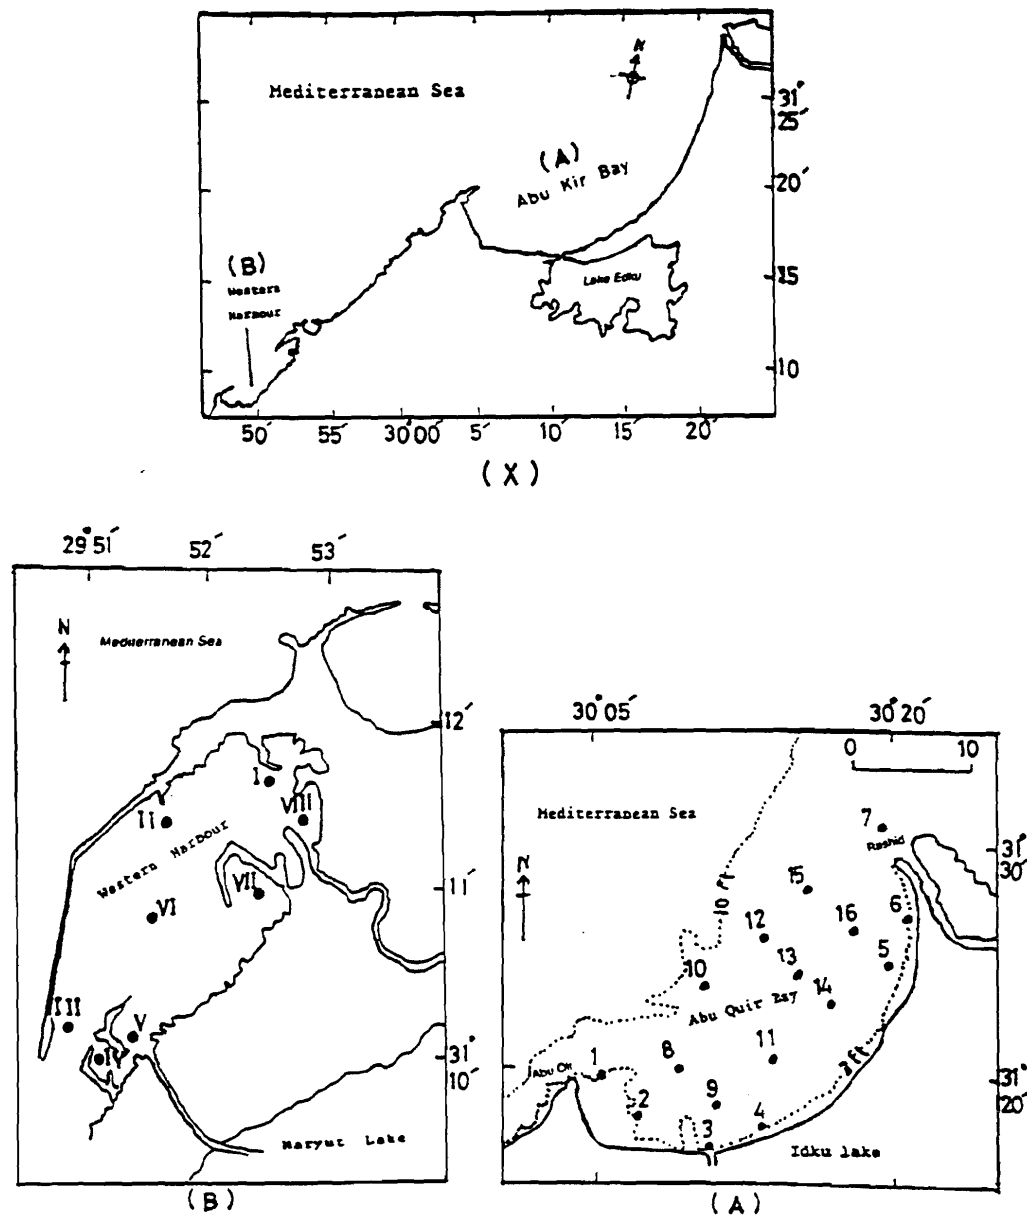 N
Mediterranean Sea
31°
25′
(A)
Abu Kir Bay
20′
(B)
Western
Harbour
Lake Edku
15
10
50′ 55′ 30°00′ 5′ 10′ 15′ 20′
(X)
29°51′ 52′ 53′
N
Mediterranean Sea
12′
I
II
VIII
Western Harbour
VII
11′
VI
III
V
IV
31°
10′
Maryut Lake
(B)
30°05′ 30°20′
0 10
Mediterranean Sea
7
Rashid
31°
30′
N
10 ft
15
6
12
16
13
5
10
14
Abu Quir Bay
11
8
1
2 ft
31°
20′
9
2
4
3
Idku lake
(A)